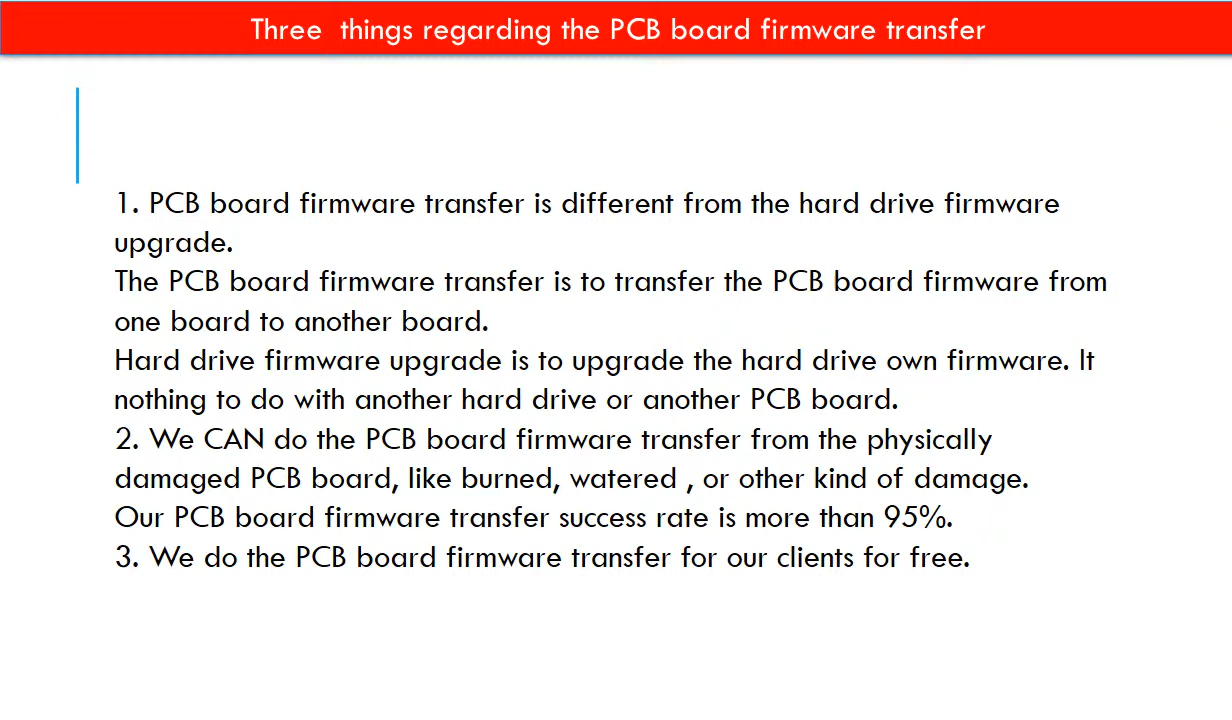 Three  things regarding the PCB board firmware transfer
1. PCB board firmware transfer is different from the hard drive firmware
upgrade.
The PCB board firmware transfer is to transfer the PCB board firmware from
one board to another board.
Hard drive firmware upgrade is to upgrade the hard drive own firmware. It
nothing to do with another hard drive or another PCB board.
2. We CAN do the PCB board firmware transfer from the physically
damaged PCB board, like burned, watered , or other kind of damage.
Our PCB board firmware transfer success rate is more than 95%.
3. We do the PCB board firmware transfer for our clients for free.